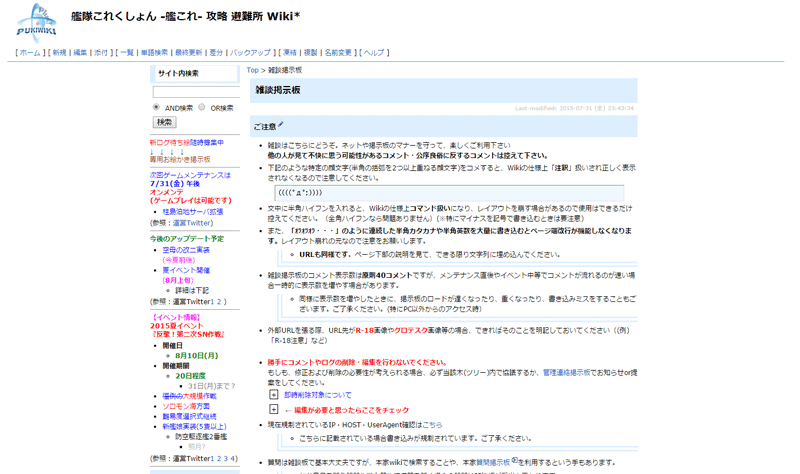 PUKIWIKI
Plus!
艦隊これくしょん -艦これ- 攻略 避難所 Wiki*
[ ホーム ] [ 新規 | 編集 | 添付 ] [ 一覧 | 単語検索 | 最終更新 | 差分 | バックアップ ] [ 凍結 | 複製 | 名前変更 ] [ ヘルプ ]
サイト内検索
AND検索 OR検索
検索
新ロゴ待ち絵随時募集中
↓ ↓ ↓ ↓
専用お絵かき掲示板
次回ゲームメンテナンスは
7/31(金) 午後
オンメンテ
(ゲームプレイは可能です)
桂島泊地サーバ拡張
(参照：運営Twitter)
今後のアップデート予定
空母の改二実装
(今夏前後)
夏イベント開催
(8月上旬)
詳細は下記
(参照：運営Twitter1 2 )
【イベント情報】
2015夏イベント
『反撃！第二次SN作戦』
開催日
8月10日(月)
開催期間
20日程度
31日(月)まで？
恒例の大規模作戦
ソロモン海方面
難易度選択式継続
新艦娘実装(5隻以上)
防空駆逐艦2番艦
照月?
(参照：運営Twitter1 2 3 4)
Top > 雑談掲示板
雑談掲示板
Last-modified: 2015-07-31 (金) 23:43:34
ご注意
雑談はこちらにどうぞ。ネットや掲示板のマナーを守って、楽しくご利用下さい
他の人が見て不快に思う可能性があるコメント・公序良俗に反するコメントは控えて下さい。
下記のような特定の顔文字(半角の括弧を2つ以上重ねる顔文字)をコメすると、Wikiの仕様上「注釈」扱いされ正しく表示されなくなるので注意してください。
((((ﾟДﾟ;))))
文中に半角ハイフンを入れると、Wikiの仕様上コマンド扱いになり、レイアウトを崩す場合があるので使用はできるだけ控えてください。（全角ハイフンなら問題ありません）(※特にマイナスを記号で書き込むときは要注意)
また、「ｵﾜｵﾜｵﾜ・・・」のように連続した半角カタカナや半角英数を大量に書き込むとページ端改行が機能しなくなります。レイアウト崩れの元なので注意をお願いします。
URLも同様です。ページ下部の説明を見て、できる限り文字列に埋め込んでください。
雑談掲示板のコメント表示数は原則40コメントですが、メンテナンス直後やイベント中等でコメントが流れるのが速い場合一時的に表示数を増やす場合があります。
同様に表示数を増やしたときに、掲示板のロードが遅くなったり、重くなったり、書き込みミスをすることもございます。ご了承ください。(特にPC以外からのアクセス時)
外部URLを張る際、URL先がR-18画像やグロテスク画像等の場合、できればそのことを明記しておいてください（(例)「R-18注意」など）
勝手にコメントやログの削除・編集を行わないでください。
もしも、修正および削除の必要性が考えられる場合、必ず当該木(ツリー)内で協議するか、管理連絡掲示板でお知らせor提案をしてください。
+ 即時削除対象について
+ ← 編集が必要と思ったらここをチェック
現在規制されているIP・HOST・UserAgent確認はこちら
こちらに記載されている場合書き込みが規制されています。ご了承ください。
質問は雑談板で基本大丈夫ですが、本家wikiで検索することや、本家質問掲示板を利用するという手もあります。